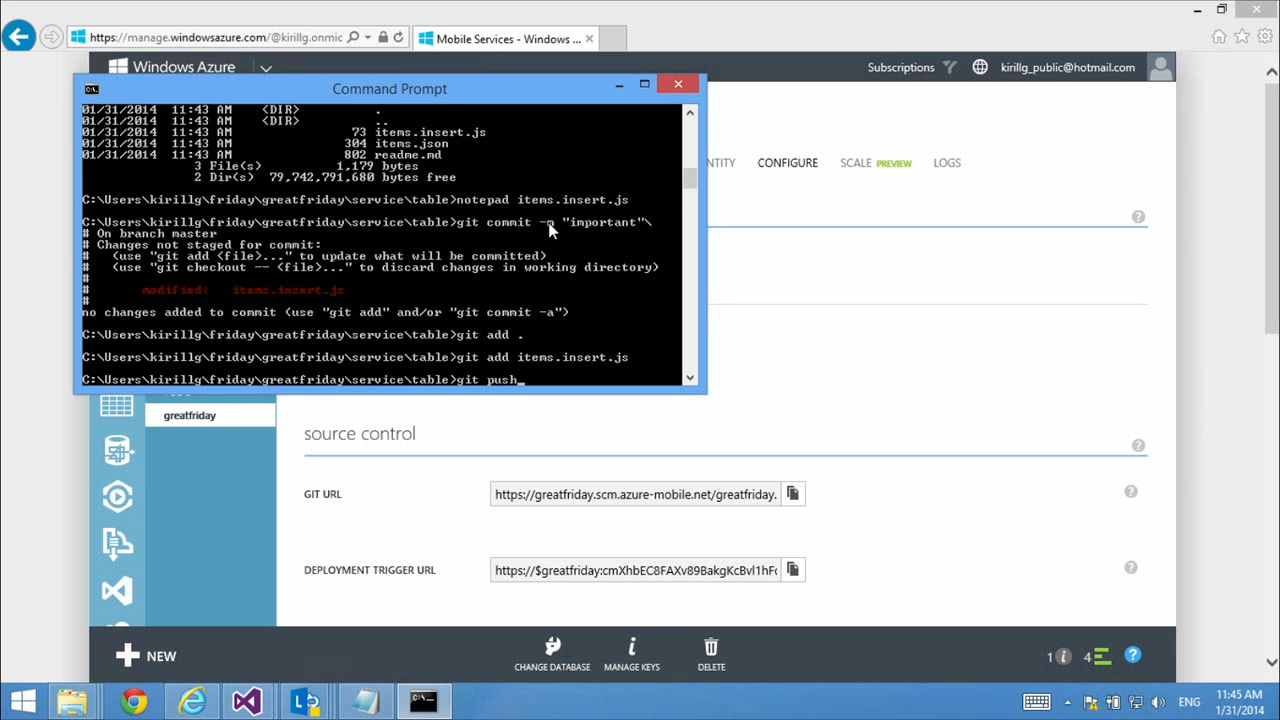 https://manage.windowsazure.com/@kirillg.onmic
Mobile Services - Windows ...
Windows Azure
Subscriptions
kirillg_public@hotmail.com
Command Prompt
01/31/2014 11:43 AM <DIR> .
01/31/2014 11:43 AM <DIR> ..
01/31/2014 11:43 AM 73 items.insert.js
01/31/2014 11:43 AM 304 items.json
01/31/2014 11:43 AM 802 readme.md
3 File(s) 1,179 bytes
2 Dir(s) 79,742,791,680 bytes free
C:\Users\kirillg\friday\greatfriday\service\table>notepad items.insert.js
C:\Users\kirillg\friday\greatfriday\service\table>git commit -m "important"\
# On branch master
# Changes not staged for commit:
# (use "git add <file>..." to update what will be committed)
# (use "git checkout -- <file>..." to discard changes in working directory)
#
# modified: items.insert.js
#
no changes added to commit (use "git add" and/or "git commit -a")
C:\Users\kirillg\friday\greatfriday\service\table>git add .
C:\Users\kirillg\friday\greatfriday\service\table>git add items.insert.js
C:\Users\kirillg\friday\greatfriday\service\table>git push_
NTITY CONFIGURE SCALE PREVIEW LOGS
greatfriday
source control
GIT URL
https://greatfriday.scm.azure-mobile.net/greatfriday.
DEPLOYMENT TRIGGER URL
https://$greatfriday:cmXhbEC8FAXv89BakgKcBvl1hF
NEW
CHANGE DATABASE
MANAGE KEYS
DELETE
1
4
ENG
11:45 AM
1/31/2014